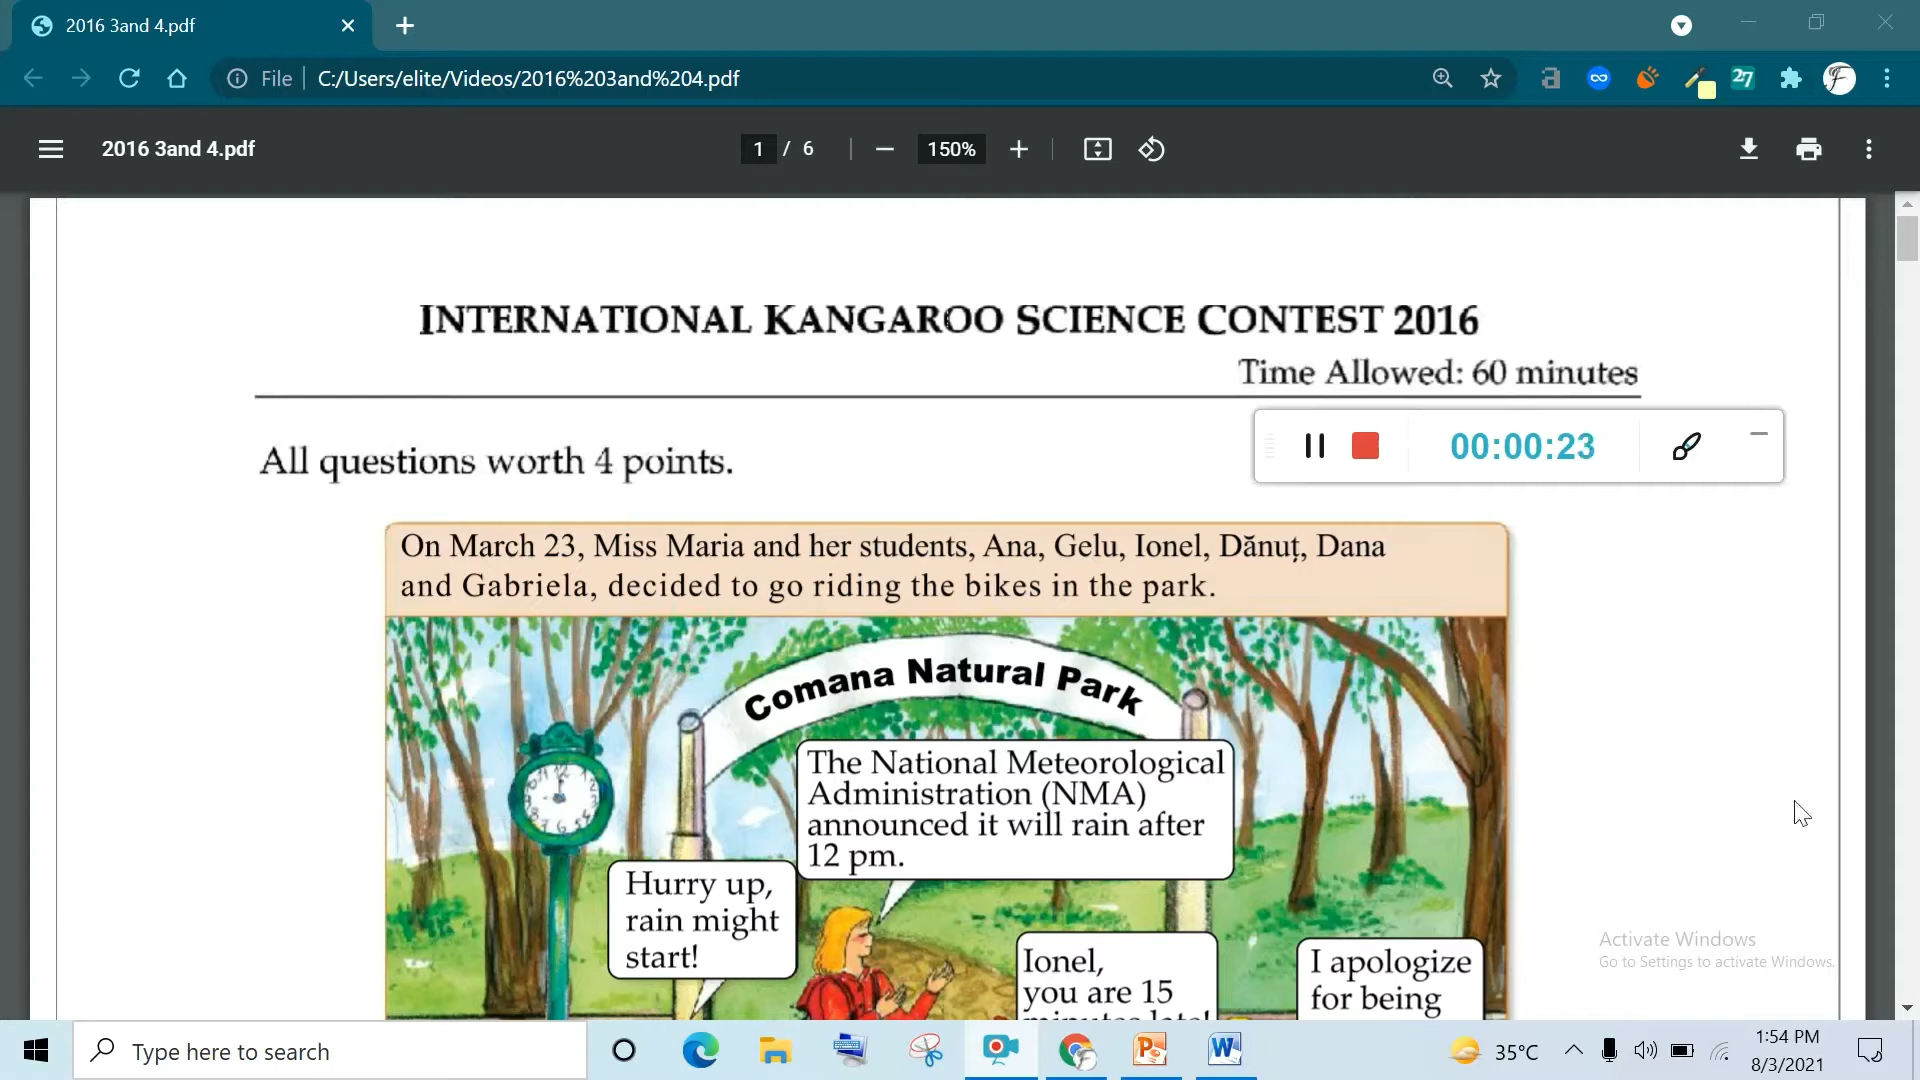 2016 3and 4.pdf
File
C:/Users/elite/Videos/2016%203and%204.pdf
27
2016 3and 4.pdf
1 / 6
150%
INTERNATIONAL KANGAROO SCIENCE CONTEST 2016
Time Allowed: 60 minutes
All questions worth 4 points.
00:00:23
On March 23, Miss Maria and her students, Ana, Gelu, Ionel, Dănuț, Dana
and Gabriela, decided to go riding the bikes in the park.
Comana Natural Park
The National Meteorological
Administration (NMA)
announced it will rain after
12 pm.
Hurry up,
rain might
start!
Ionel,
you are 15
minutes late!
I apologize
for being
Activate Windows
Go to Settings to activate Windows.
Type here to search
35°C
1:54 PM
8/3/2021